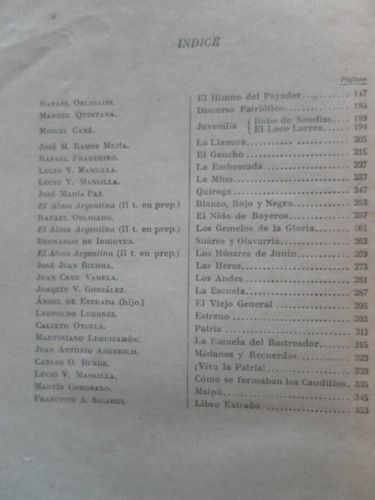 INDICE
Páginas
RAFAEL OBLIGADO. El Himno del Payador 147
MANUEL QUINTANA. Discurso Patriótico 185
MIGUEL CANÉ. Juvenilia { Robo de Sandías 189
El Loco Larrea 194
JOSÉ M. RAMOS MEJÍA. La Llanura 205
RAFAEL FRAGUEIRO. El Gaucho 215
LUCIO V. MANSILLA. La Emboscada 227
LUCIO V. MANSILLA. La Mina 237
JOSÉ MARÍA PAZ. Quiroga 247
El Alma Argentina (II t. en prep.) Blanco, Rojo y Negro 253
RAFAEL OBLIGADO. El Nido de Boyeros 257
El Alma Argentina (II t. en prep.) Los Gemelos de la Gloria 261
BERNARDO DE IRIGOYEN. Suárez y Olavarría 263
El Alma Argentina (II t. en prep.) Los Húsares de Junín 269
JOSÉ JUAN BIEDMA. Las Heras 273
JUAN CRUZ VARELA. Los Andes 281
JOAQUÍN V. GONZÁLEZ. La Escuela 287
ÁNGEL DE ESTRADA (hijo.) El Viejo General 295
LEOPOLDO LUGONES. Estreno 303
CALIXTO OYUELA. Patria 311
MARTINIANO LEGUIZAMÓN. La Escuela del Rastreador 315
JUAN ANTONIO ARGERICH. Médanos y Recuerdos 323
CARLOS O. BUNGE. ¡Viva la Patria! 329
LUCIO V. MANSILLA. Cómo se formaban los Caudillos 335
MARTÍN CORONADO. Maipú 345
FRANCISCO A. SICARDI. Libro Extraño 353